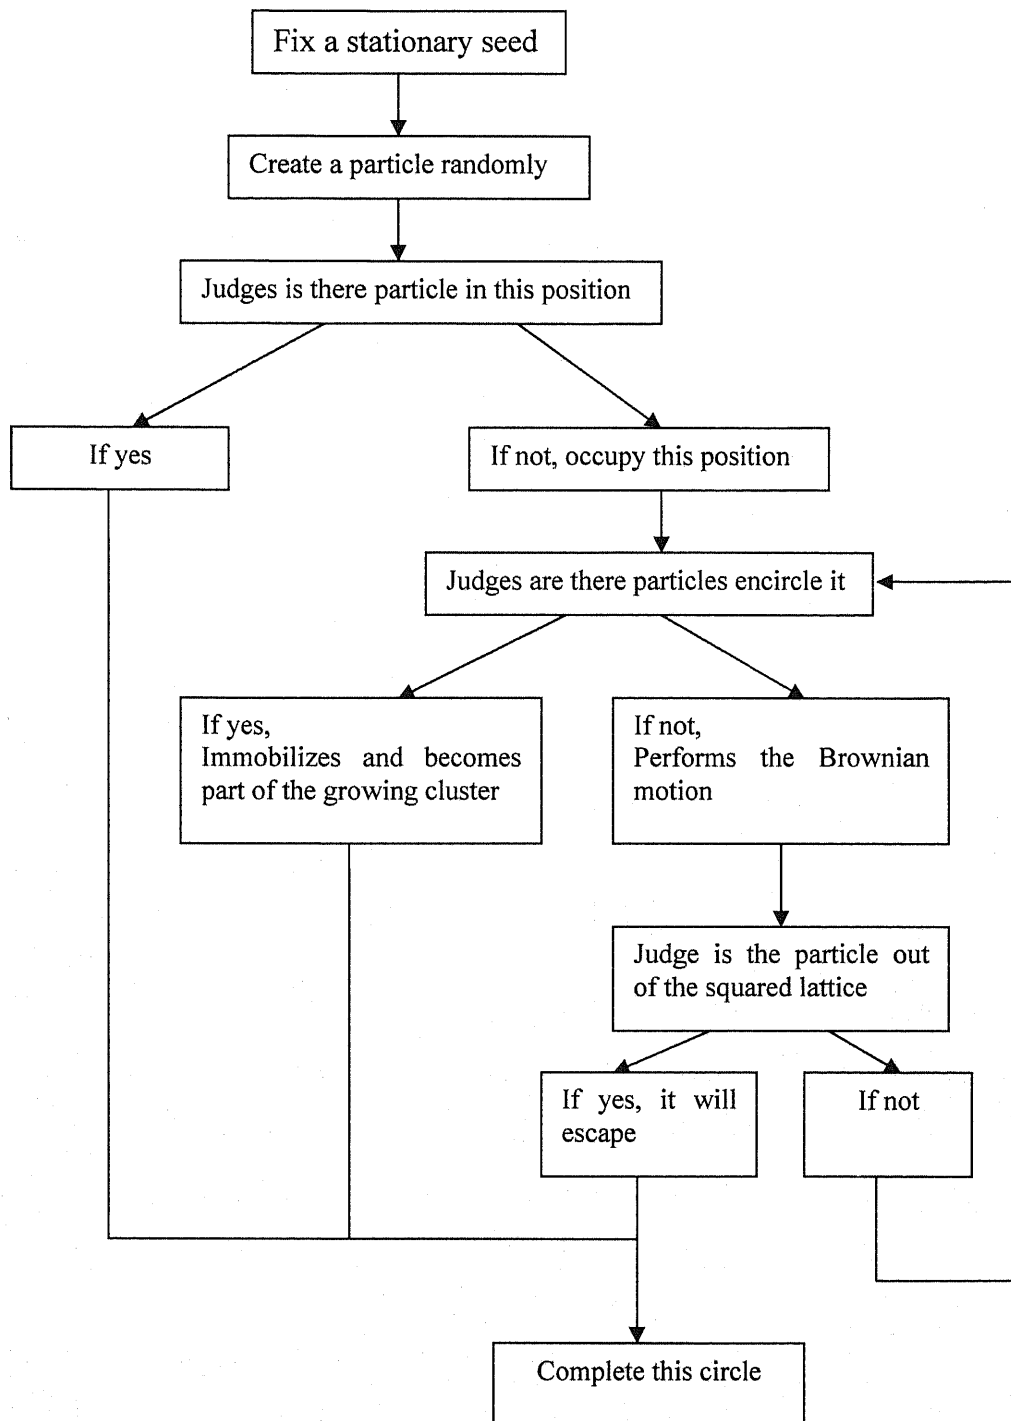 Fix a stationary seed
Create a particle randomly
Judges is there particle in this position
If yes
If not, occupy this position
Judges are there particles encircle it
If yes,
Immobilizes and becomes
part of the growing cluster
If not,
Performs the Brownian
motion
Judge is the particle out
of the squared lattice
If yes, it will
escape
If not
Complete this circle